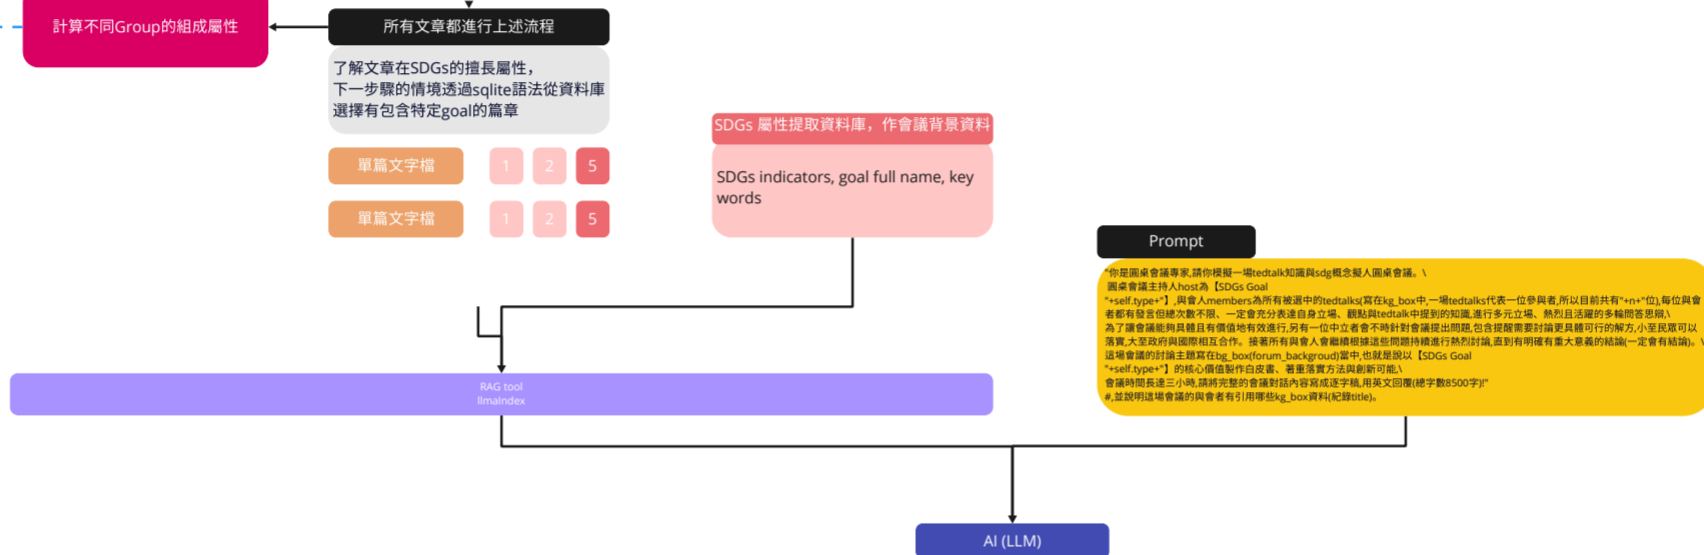 計算不同Group的組成屬性
所有文章都進行上述流程
了解文章在SDGs的擅長屬性，
下一步驟的情境透過sqlite語法從資料庫
選擇有包含特定goal的篇章
單篇文字檔 1 2 5
單篇文字檔 1 2 5
SDGs 屬性提取資料庫，作會議背景資料
SDGs indicators, goal full name, key
words
Prompt
"你是圓桌會議專家,請你模擬一場tedtalk知識與sdg概念擬人圓桌會議。\
圓桌會議主持人host為【SDGs Goal
"+self.type+"】,與會人members為所有被選中的tedtalks(寫在kg_box中,一場tedtalks代表一位參與者,所以目前共有"+n+"位),每位與會
者都有發言但總次數不限、一定會充分表達自身立場、觀點與tedtalk中提到的知識,進行多元立場、熱烈且活躍的多輪問答思辯,\
為了讓會議能夠具體且有價值地有效進行,另有一位中立者會不時針對會議提出問題,包含提醒需要討論更具體可行的解方,小至民眾可以
落實,大至政府與國際相互合作。接著所有與會人會繼續根據這些問題持續進行熱烈討論,直到有明確有重大意義的結論(一定會有結論)。\
這場會議的討論主題寫在bg_box(forum_backgroud)當中,也就是說以【SDGs Goal
"+self.type+"】的核心價值製作白皮書、著重落實方法與創新可能,\
會議時間長達三小時,請將完整的會議對話內容寫成逐字稿,用英文回覆(總字數8500字)!"
#,並說明這場會議的與會者有引用哪些kg_box資料(紀錄title)。
RAG tool
llmaIndex
AI (LLM)